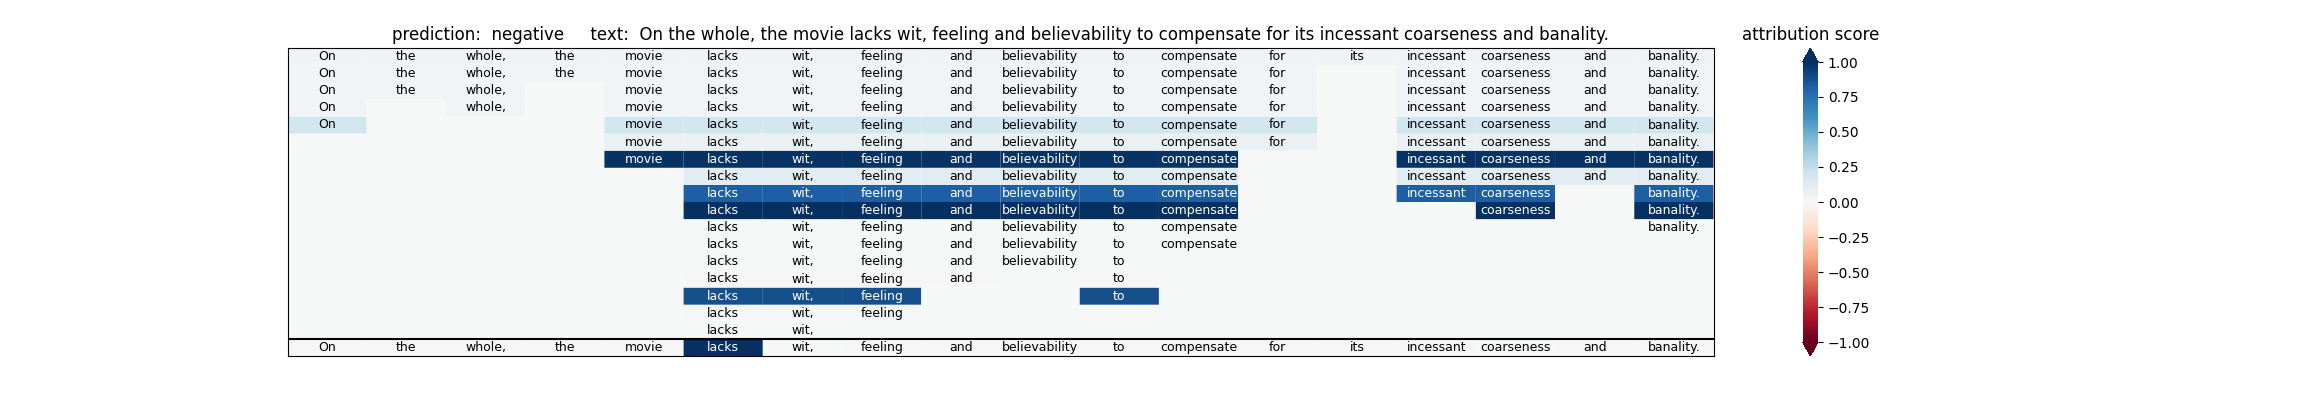 prediction:  negative     text:  On the whole, the movie lacks wit, feeling and believability to compensate for its incessant coarseness and banality.
attribution score
On the whole, the movie lacks wit, feeling and believability to compensate for its incessant coarseness and banality.
On the whole, the movie lacks wit, feeling and believability to compensate for incessant coarseness and banality.
On the whole, movie lacks wit, feeling and believability to compensate for incessant coarseness and banality.
On whole, movie lacks wit, feeling and believability to compensate for incessant coarseness and banality.
On movie lacks wit, feeling and believability to compensate for incessant coarseness and banality.
movie lacks wit, feeling and believability to compensate for incessant coarseness and banality.
movie lacks wit, feeling and believability to compensate incessant coarseness and banality.
lacks wit, feeling and believability to compensate incessant coarseness and banality.
lacks wit, feeling and believability to compensate incessant coarseness banality.
lacks wit, feeling and believability to compensate coarseness banality.
lacks wit, feeling and believability to compensate banality.
lacks wit, feeling and believability to compensate
lacks wit, feeling and believability to
lacks wit, feeling and to
lacks wit, feeling to
lacks wit, feeling
lacks wit,
On the whole, the movie lacks wit, feeling and believability to compensate for its incessant coarseness and banality.
1.00
0.75
0.50
0.25
0.00
−0.25
−0.50
−0.75
−1.00